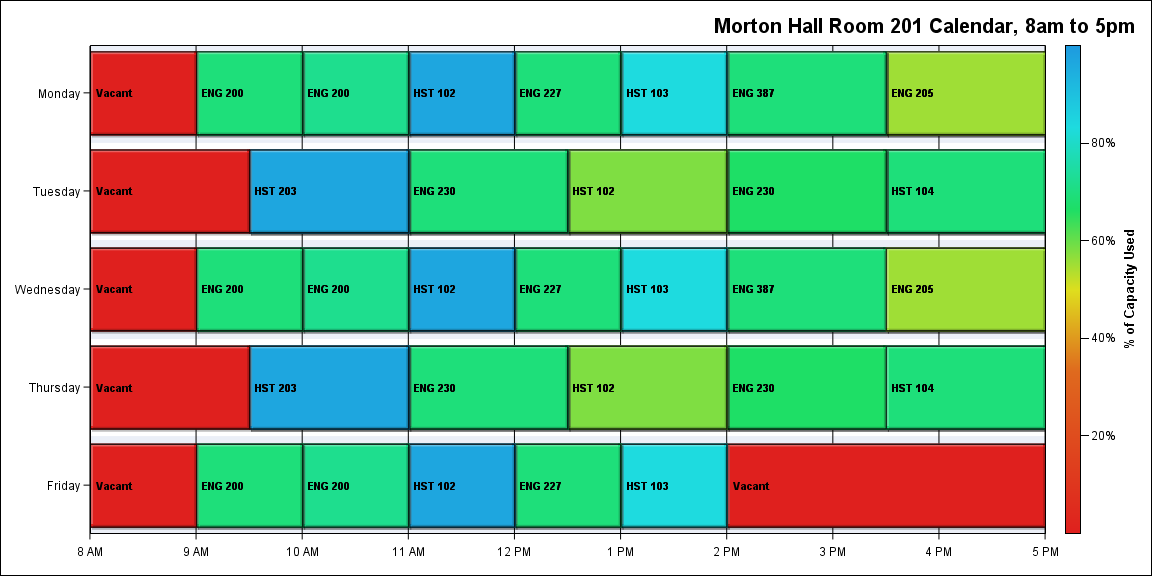 Morton Hall Room 201 Calendar, 8am to 5pm
Monday
Vacant
ENG 200
ENG 200
HST 102
ENG 227
HST 103
ENG 387
ENG 205
Tuesday
Vacant
HST 203
ENG 230
HST 102
ENG 230
HST 104
Wednesday
Vacant
ENG 200
ENG 200
HST 102
ENG 227
HST 103
ENG 387
ENG 205
Thursday
Vacant
HST 203
ENG 230
HST 102
ENG 230
HST 104
Friday
Vacant
ENG 200
ENG 200
HST 102
ENG 227
HST 103
Vacant
8 AM
9 AM
10 AM
11 AM
12 PM
1 PM
2 PM
3 PM
4 PM
5 PM
80%
60%
40%
20%
% of Capacity Used